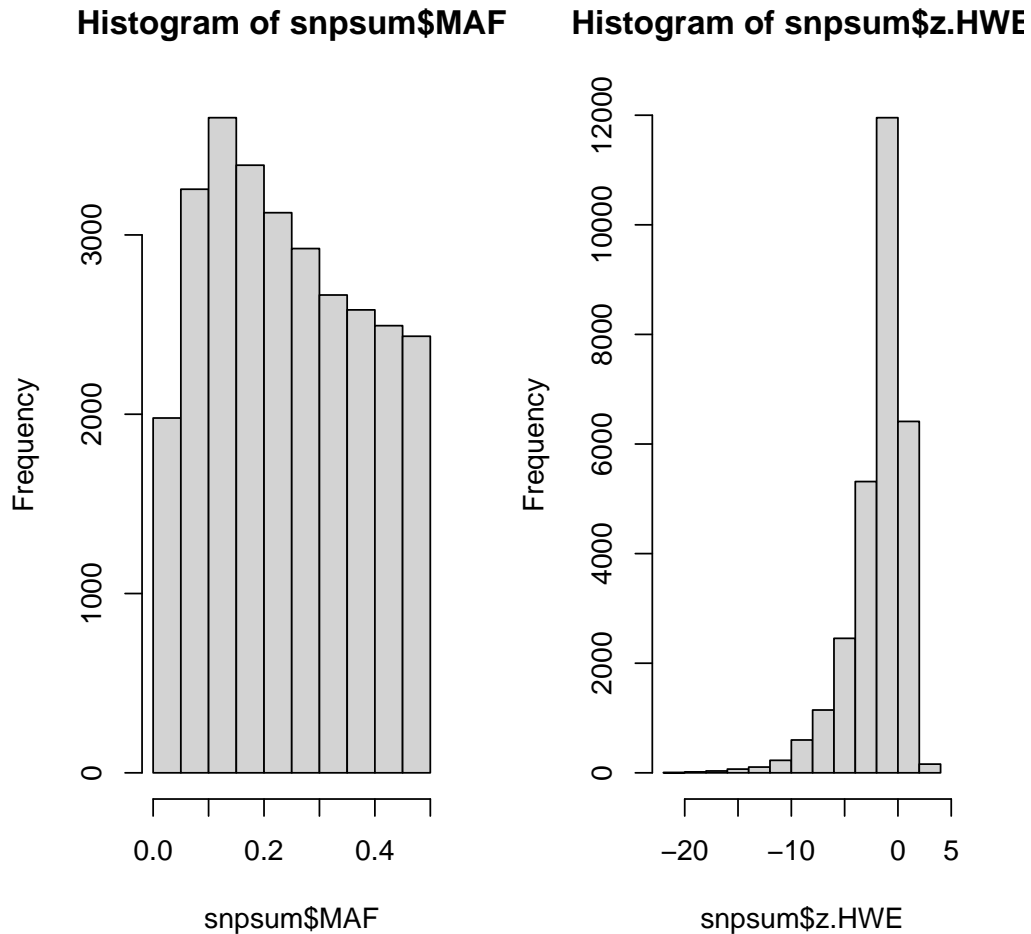 Histogram of snpsum$MAF
Frequency
3000
2000
1000
0
0.0 0.2 0.4
snpsum$MAF
Histogram of snpsum$z.HWE
Frequency
12000
10000
8000
6000
4000
2000
0
−20 −10 0 5
snpsum$z.HWE